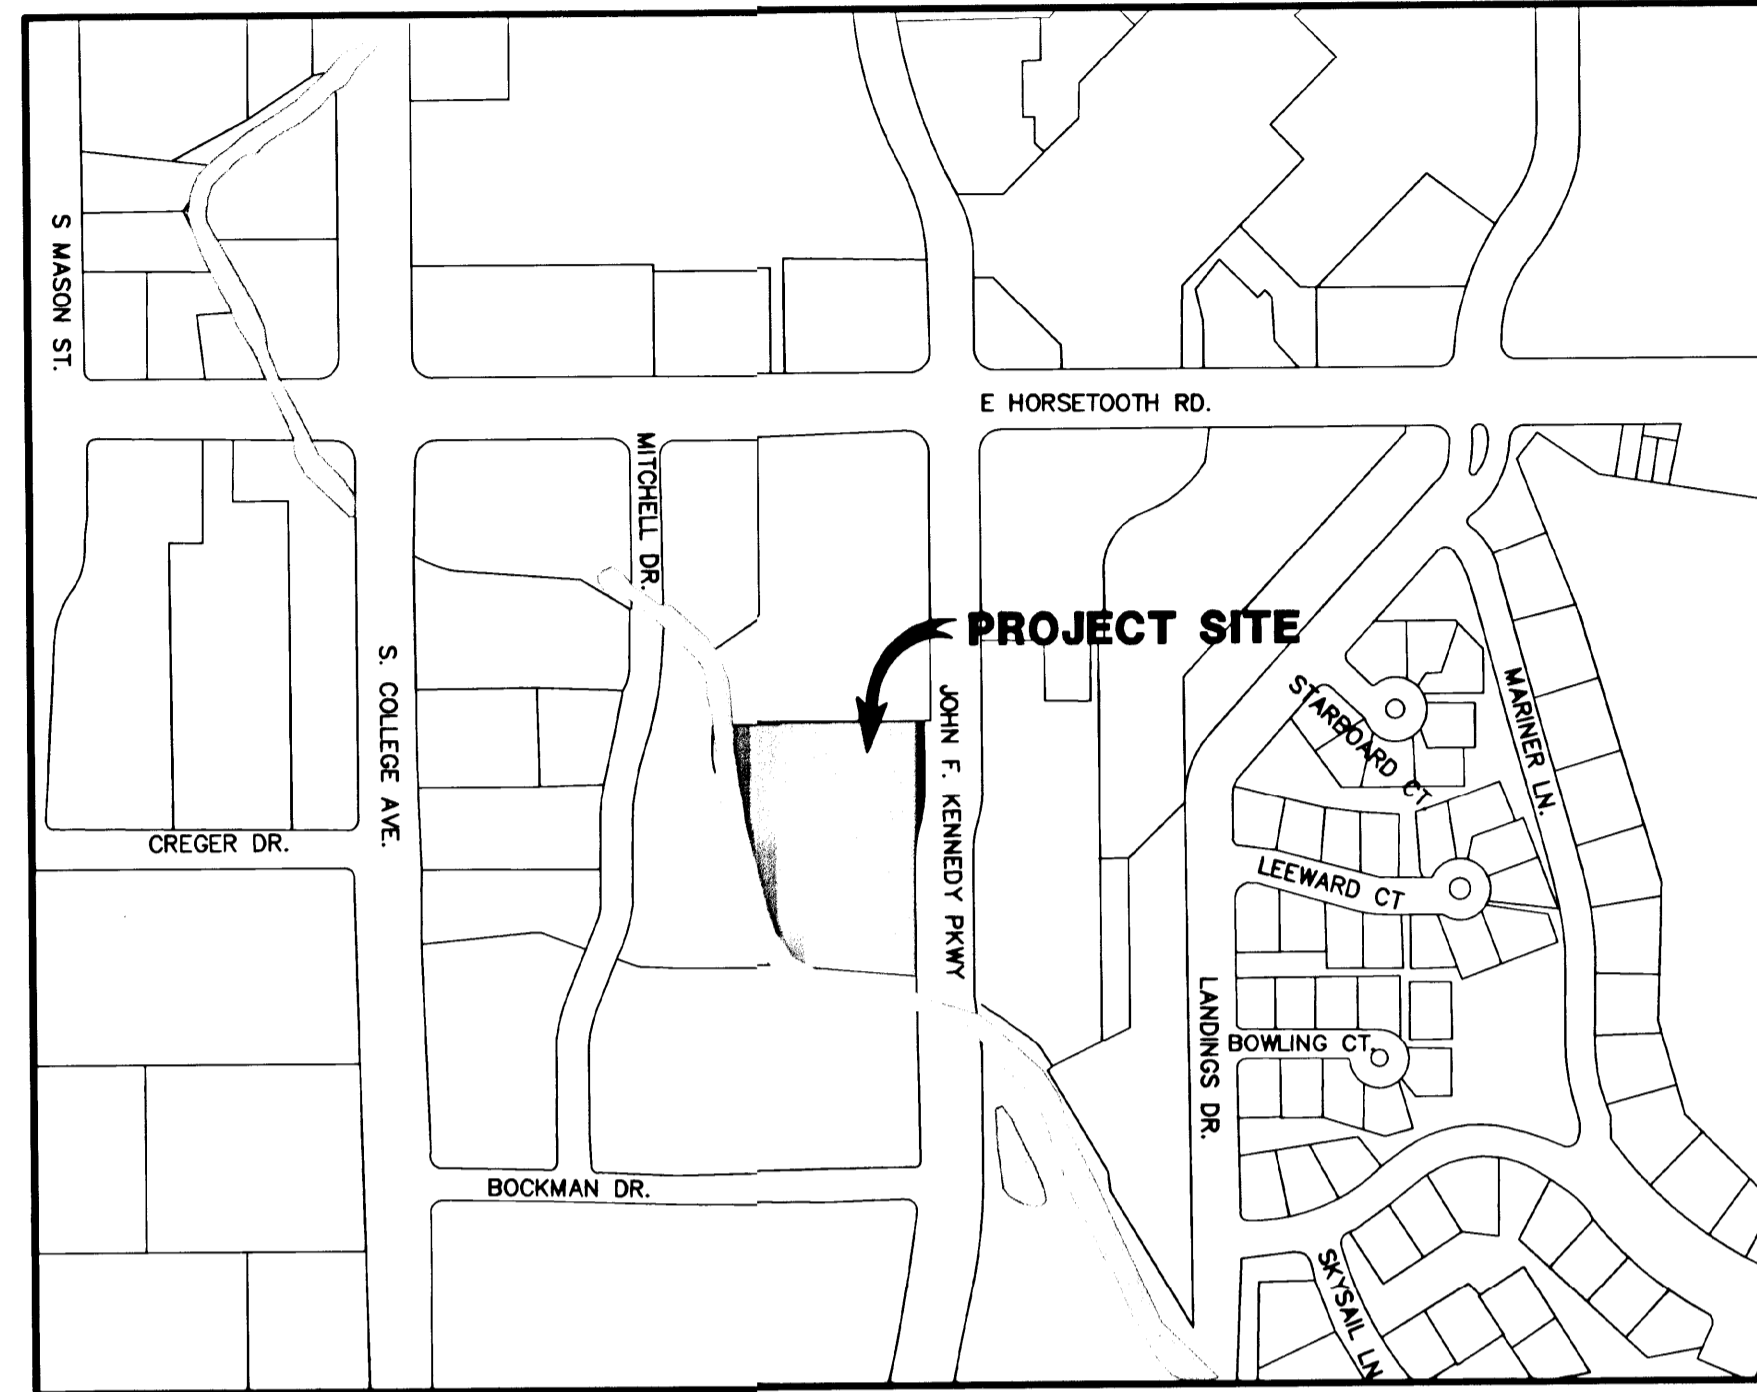 S MASON ST.
E HORSETOOTH RD.
MITCHELL DR.
PROJECT SITE
S. COLLEGE AVE.
JOHN F. KENNEDY PKWY
STARBOARD CT
MARINER LN.
CREGER DR.
LEEWARD CT
LANDINGS DR.
BOWLING CT.
BOCKMAN DR.
SKYSAIL LN